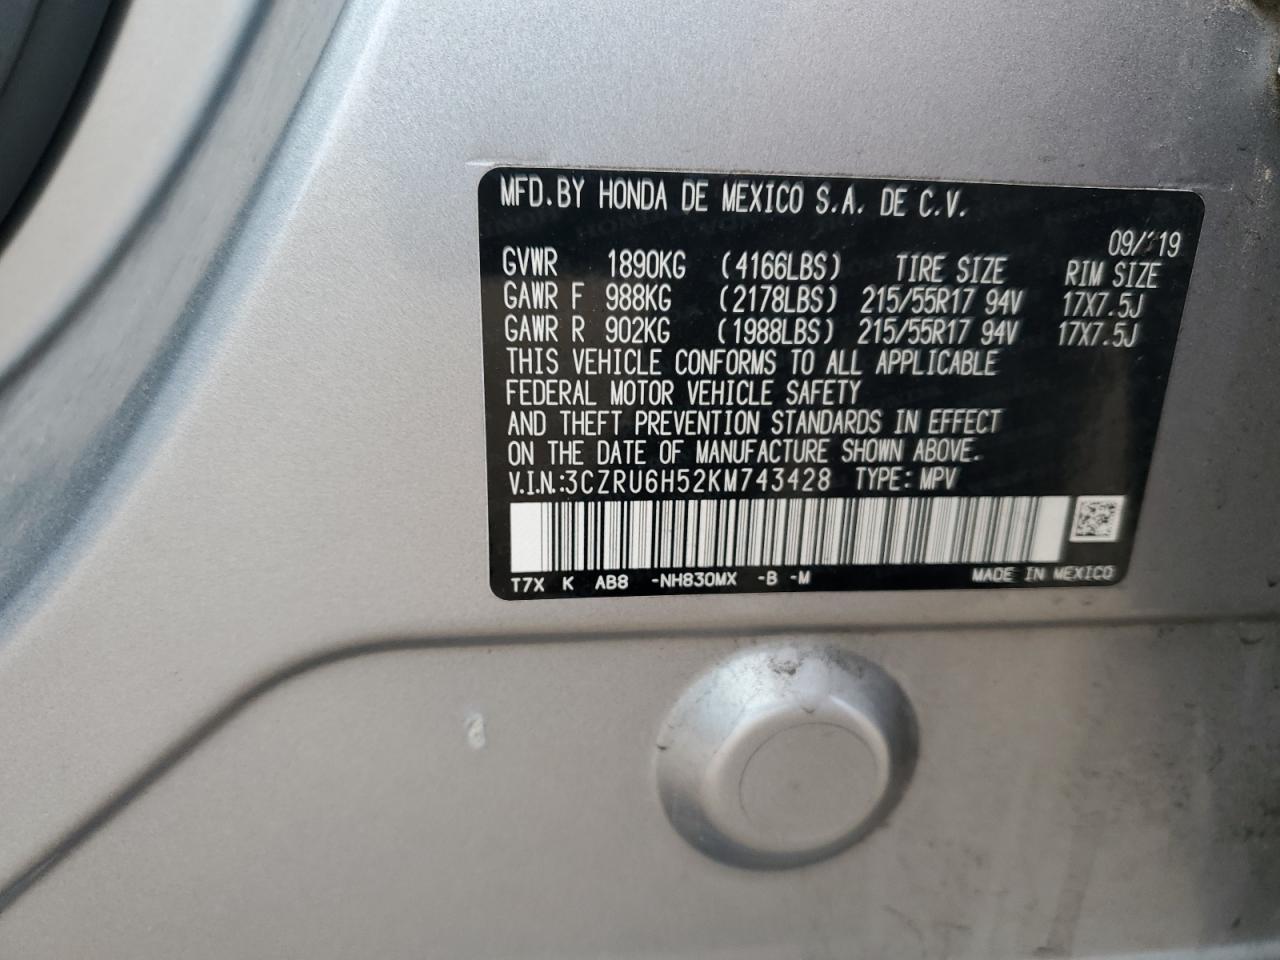 MFD.BY HONDA DE MEXICO S.A. DE C.V.
09/19
GVWR 1890KG (4166LBS) TIRE SIZE RIM SIZE
GAWR F 988KG (2178LBS) 215/55R17 94V 17X7.5J
GAWR R 902KG (1988LBS) 215/55R17 94V 17X7.5J
THIS VEHICLE CONFORMS TO ALL APPLICABLE
FEDERAL MOTOR VEHICLE SAFETY
AND THEFT PREVENTION STANDARDS IN EFFECT
ON THE DATE OF MANUFACTURE SHOWN ABOVE.
V.I.N.:3CZRU6H52KM743428 TYPE: MPV
T7X K AB8 -NH830MX -B -M MADE IN MEXICO